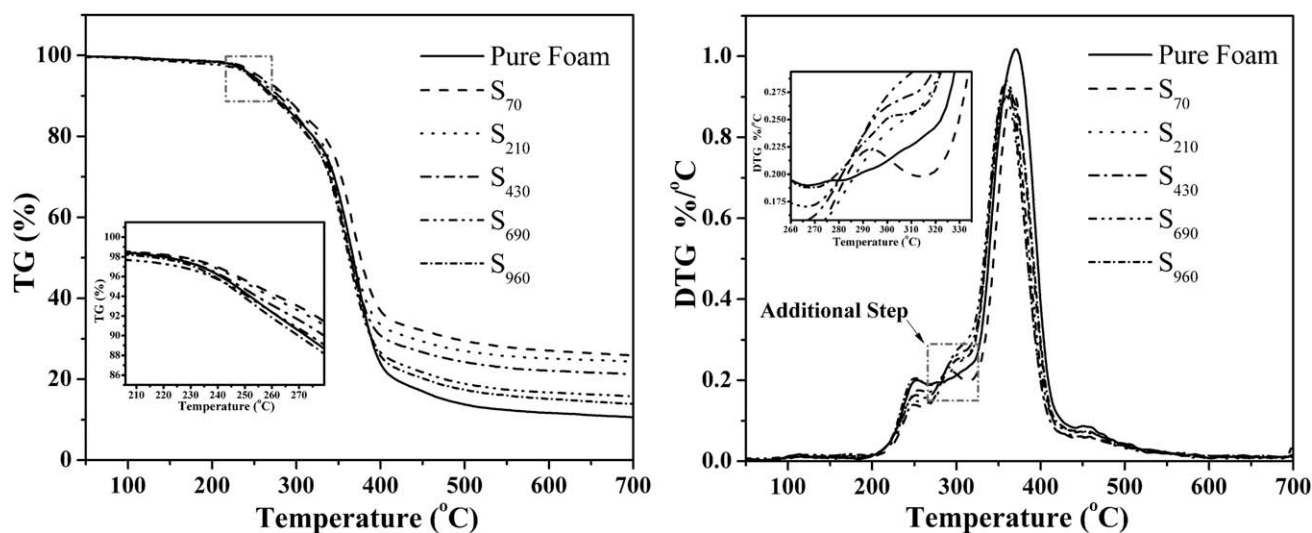 TG (%)
100
80
60
40
20
0
Pure Foam
S70
S210
S430
S690
S960
TG (%)
98
96
94
92
90
88
86
210 220 230 240 250 260 270
Temperature (°C)
100 200 300 400 500 600 700
Temperature (°C)
DTG %/°C
1.0
0.8
0.6
0.4
0.2
0.0
Pure Foam
S70
S210
S430
S690
S960
DTG %/°C
0.275
0.250
0.225
0.200
0.175
260 270 280 290 300 310 320 330
Temperature (°C)
Additional Step
100 200 300 400 500 600 700
Temperature (°C)